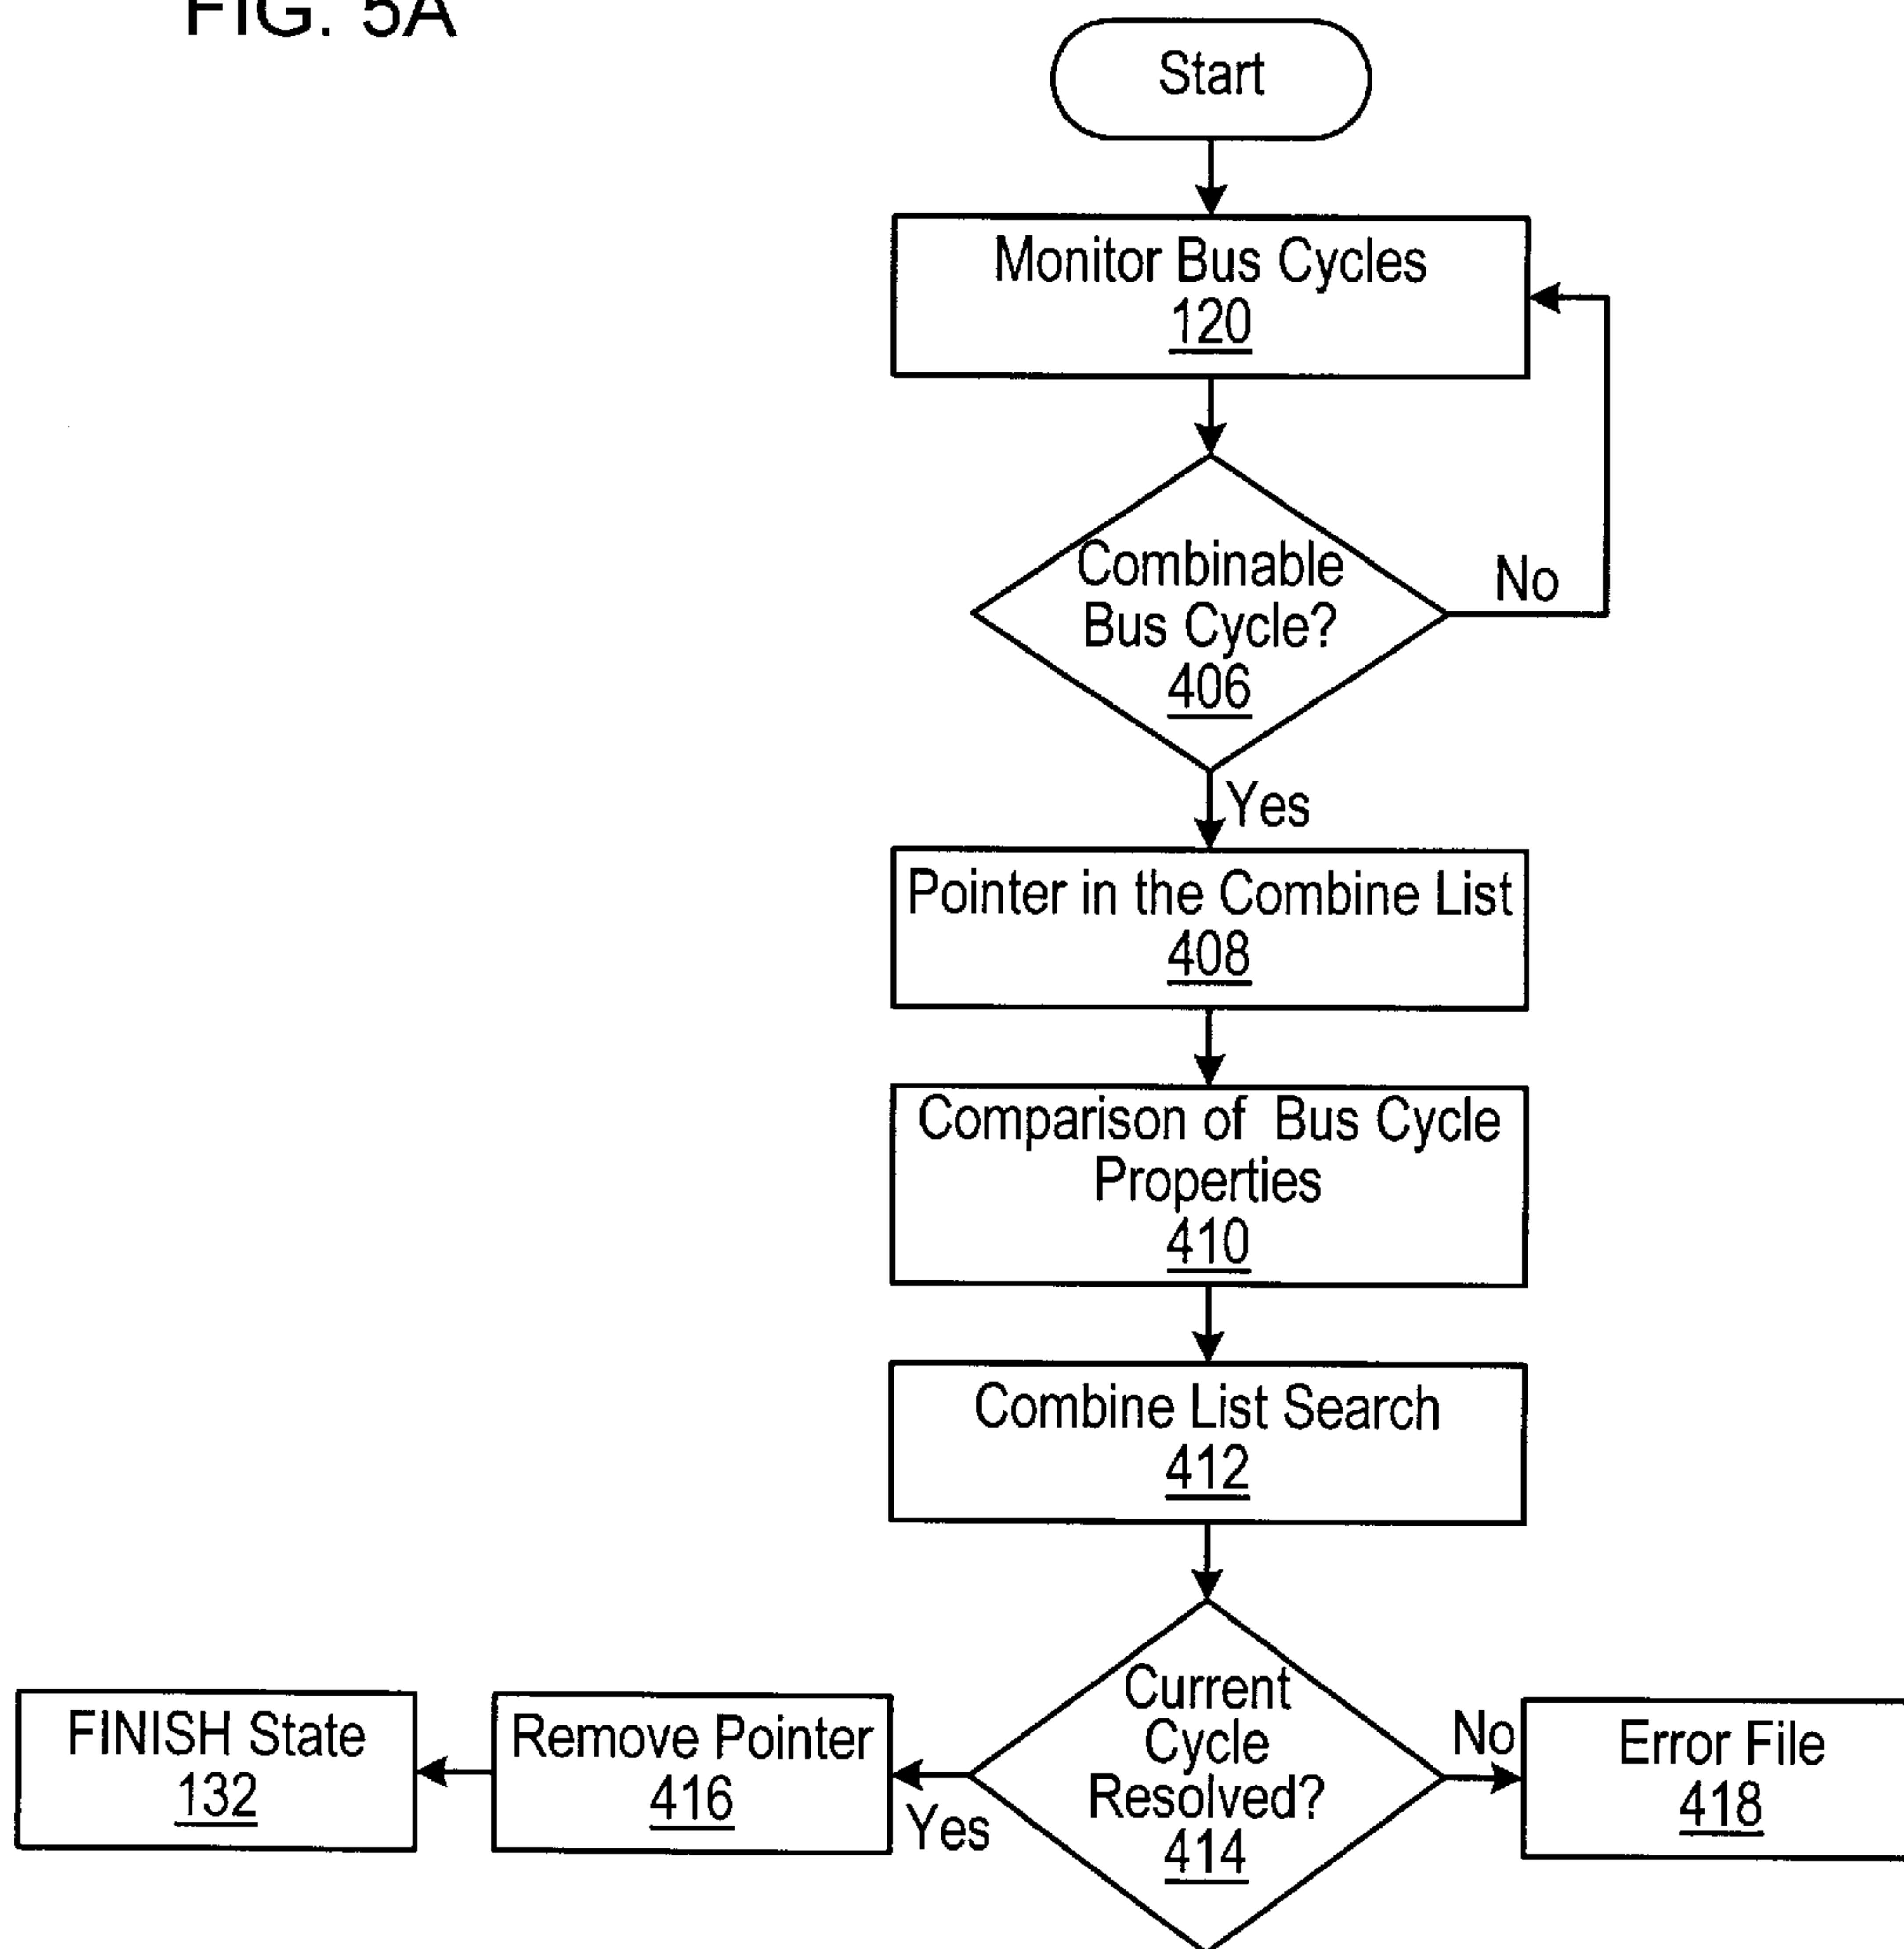 FIG. 5A
Start
Monitor Bus Cycles
120
Combinable
Bus Cycle?
406
No
Yes
Pointer in the Combine List
408
Comparison of Bus Cycle
Properties
410
Combine List Search
412
Current
Cycle
Resolved?
414
Yes
No
Remove Pointer
416
FINISH State
132
Error File
418